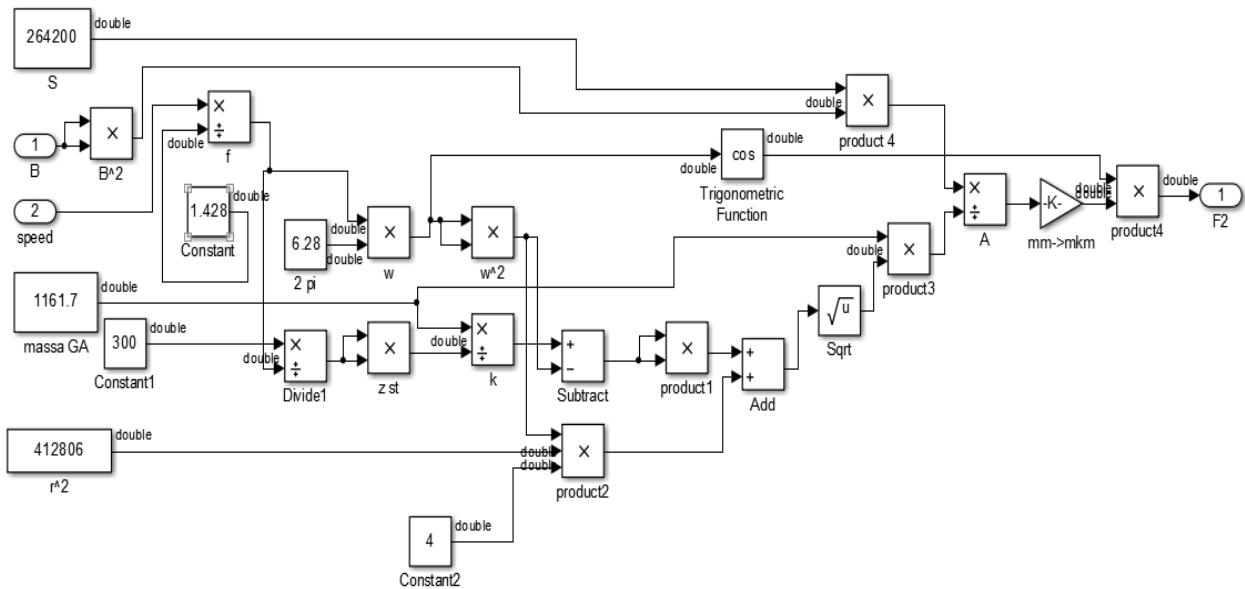 264200
double
S
1
B
×
B^2
×
÷
double
f
double
1.428
Constant
2
speed
6.28
double
double
2 pi
×
w
×
w^2
cos
double
double
Trigonometric
Function
×
double
product 4
×
÷
A
-K-
mm->mkm
double
double
×
double
product4
1
F2
1161.7
double
massa GA
300
double
Constant1
×
÷
double
Divide1
×
z st
×
÷
double
k
+
−
Subtract
×
product1
+
+
Add
√u
Sqrt
×
double
product3
412806
double
r^2
×
double
double
product2
4
double
Constant2